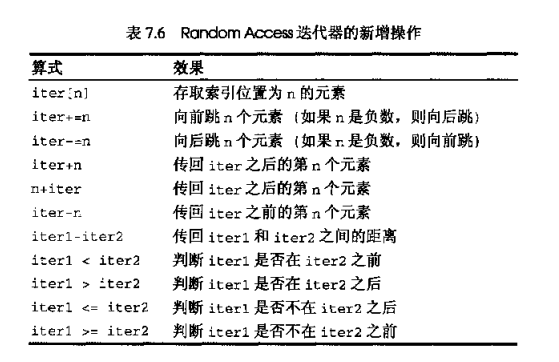 表 7.6 Random Access 迭代器的新增操作
算式 效果
iter[n] 存取索引位置为 n 的元素
iter+=n 向前跳 n 个元素（如果 n 是负数，则向后跳）
iter-=n 向后跳 n 个元素（如果 n 是负数，则向前跳）
iter+n 传回 iter 之后的第 n 个元素
n+iter 传回 iter 之后的第 n 个元素
iter-n 传回 iter 之前的第 n 个元素
iter1-iter2 传回 iter1 和 iter2 之间的距离
iter1 < iter2 判断 iter1 是否在 iter2 之前
iter1 > iter2 判断 iter1 是否在 iter2 之后
iter1 <= iter2 判断 iter1 是否不在 iter2 之后
iter1 >= iter2 判断 iter1 是否不在 iter2 之前